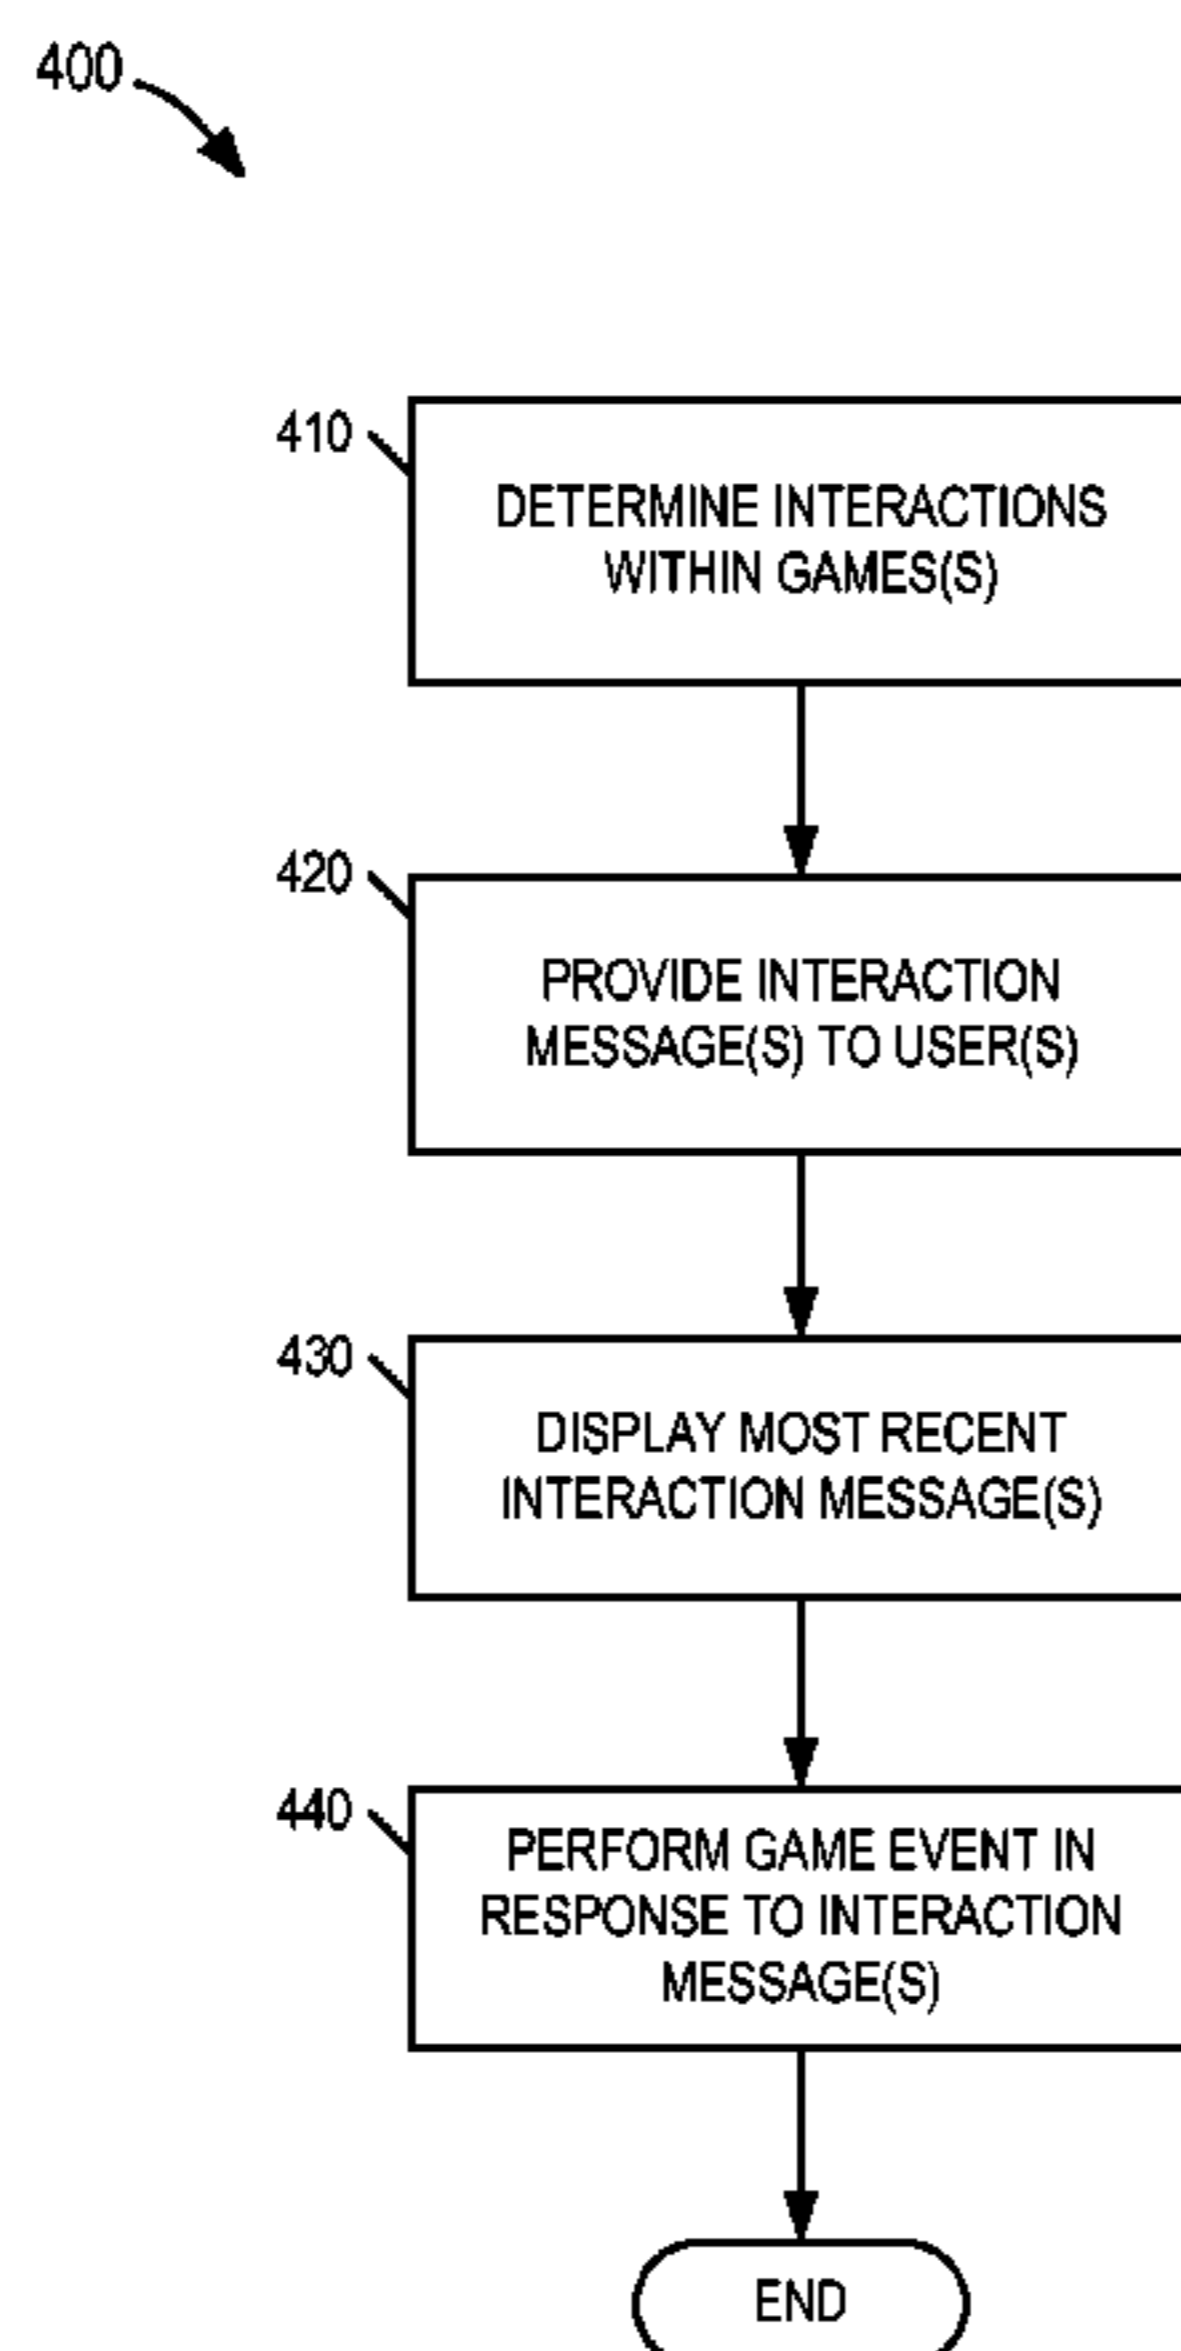 400
410
DETERMINE INTERACTIONS
WITHIN GAMES(S)
420
PROVIDE INTERACTION
MESSAGE(S) TO USER(S)
430
DISPLAY MOST RECENT
INTERACTION MESSAGE(S)
440
PERFORM GAME EVENT IN
RESPONSE TO INTERACTION
MESSAGE(S)
END